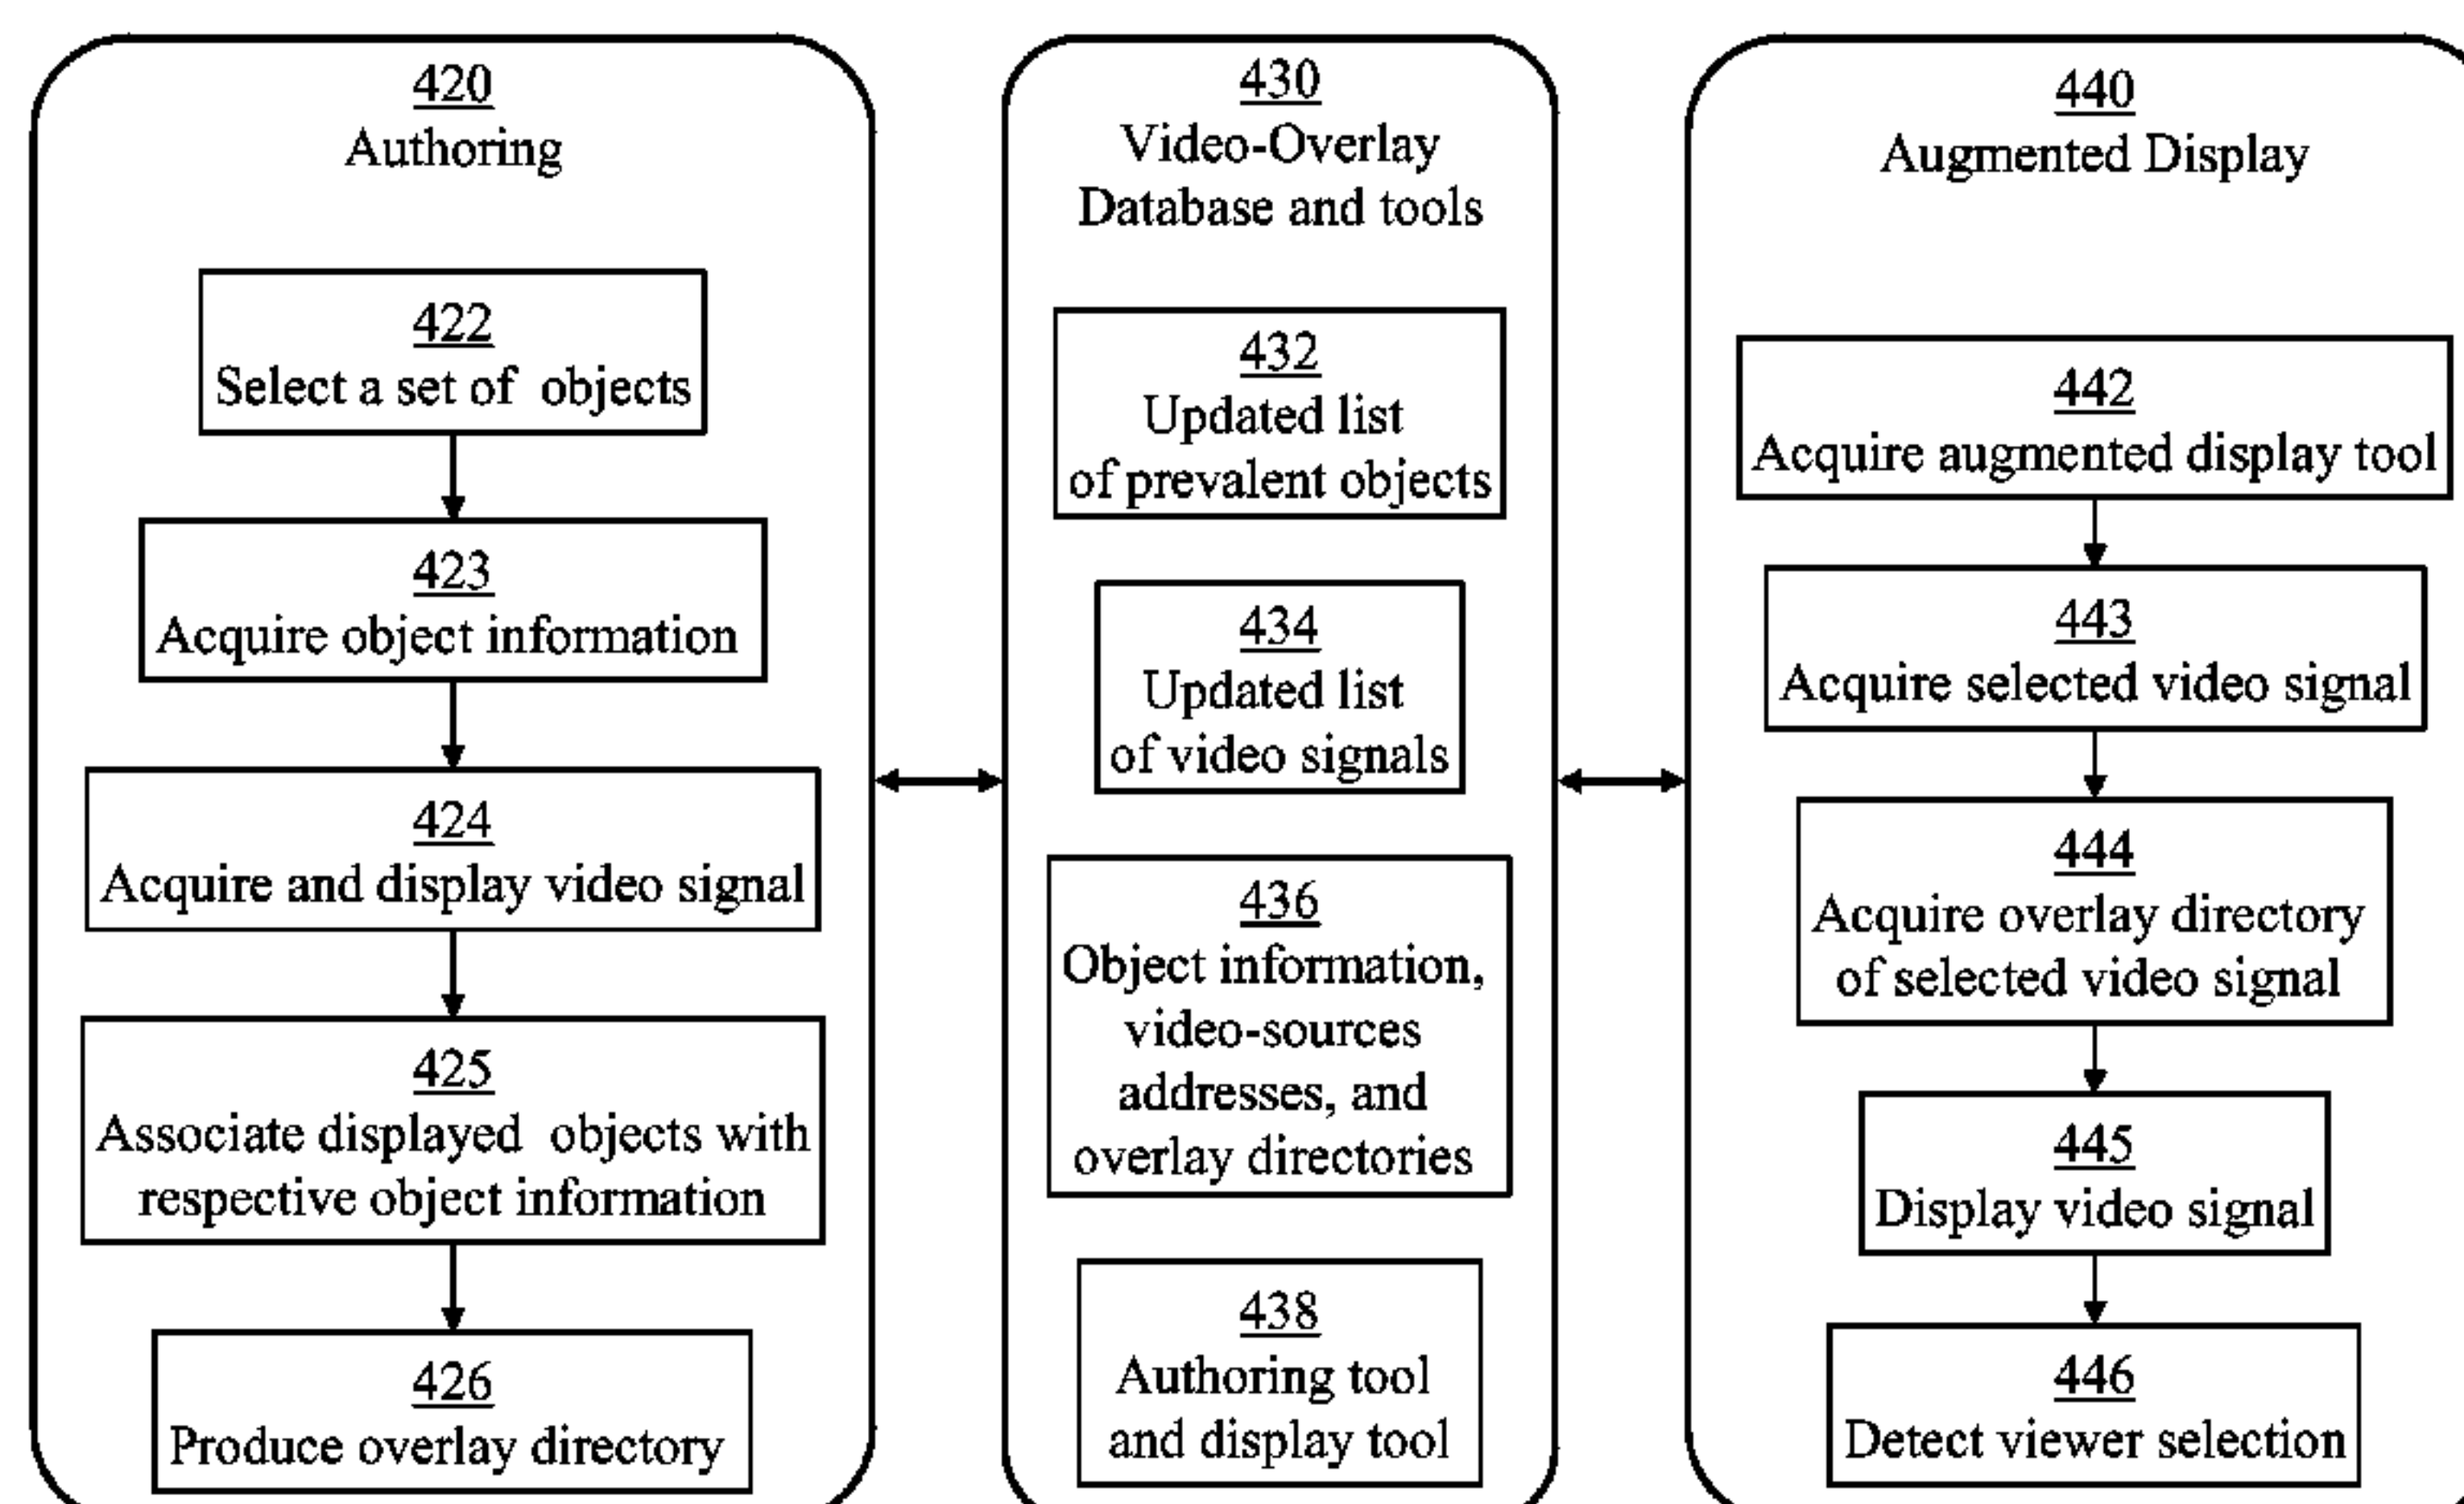 420
Authoring
422
Select a set of objects
423
Acquire object information
424
Acquire and display video signal
425
Associate displayed objects with
respective object information
426
Produce overlay directory
430
Video-Overlay
Database and tools
432
Updated list
of prevalent objects
434
Updated list
of video signals
436
Object information,
video-sources
addresses, and
overlay directories
438
Authoring tool
and display tool
440
Augmented Display
442
Acquire augmented display tool
443
Acquire selected video signal
444
Acquire overlay directory
of selected video signal
445
Display video signal
446
Detect viewer selection